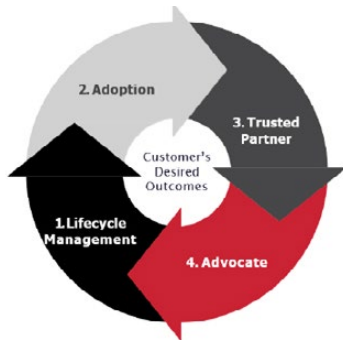 2. Adoption
3. Trusted
Partner
Customer's
Desired
Outcomes
1.Lifecycle
Management
4. Advocate